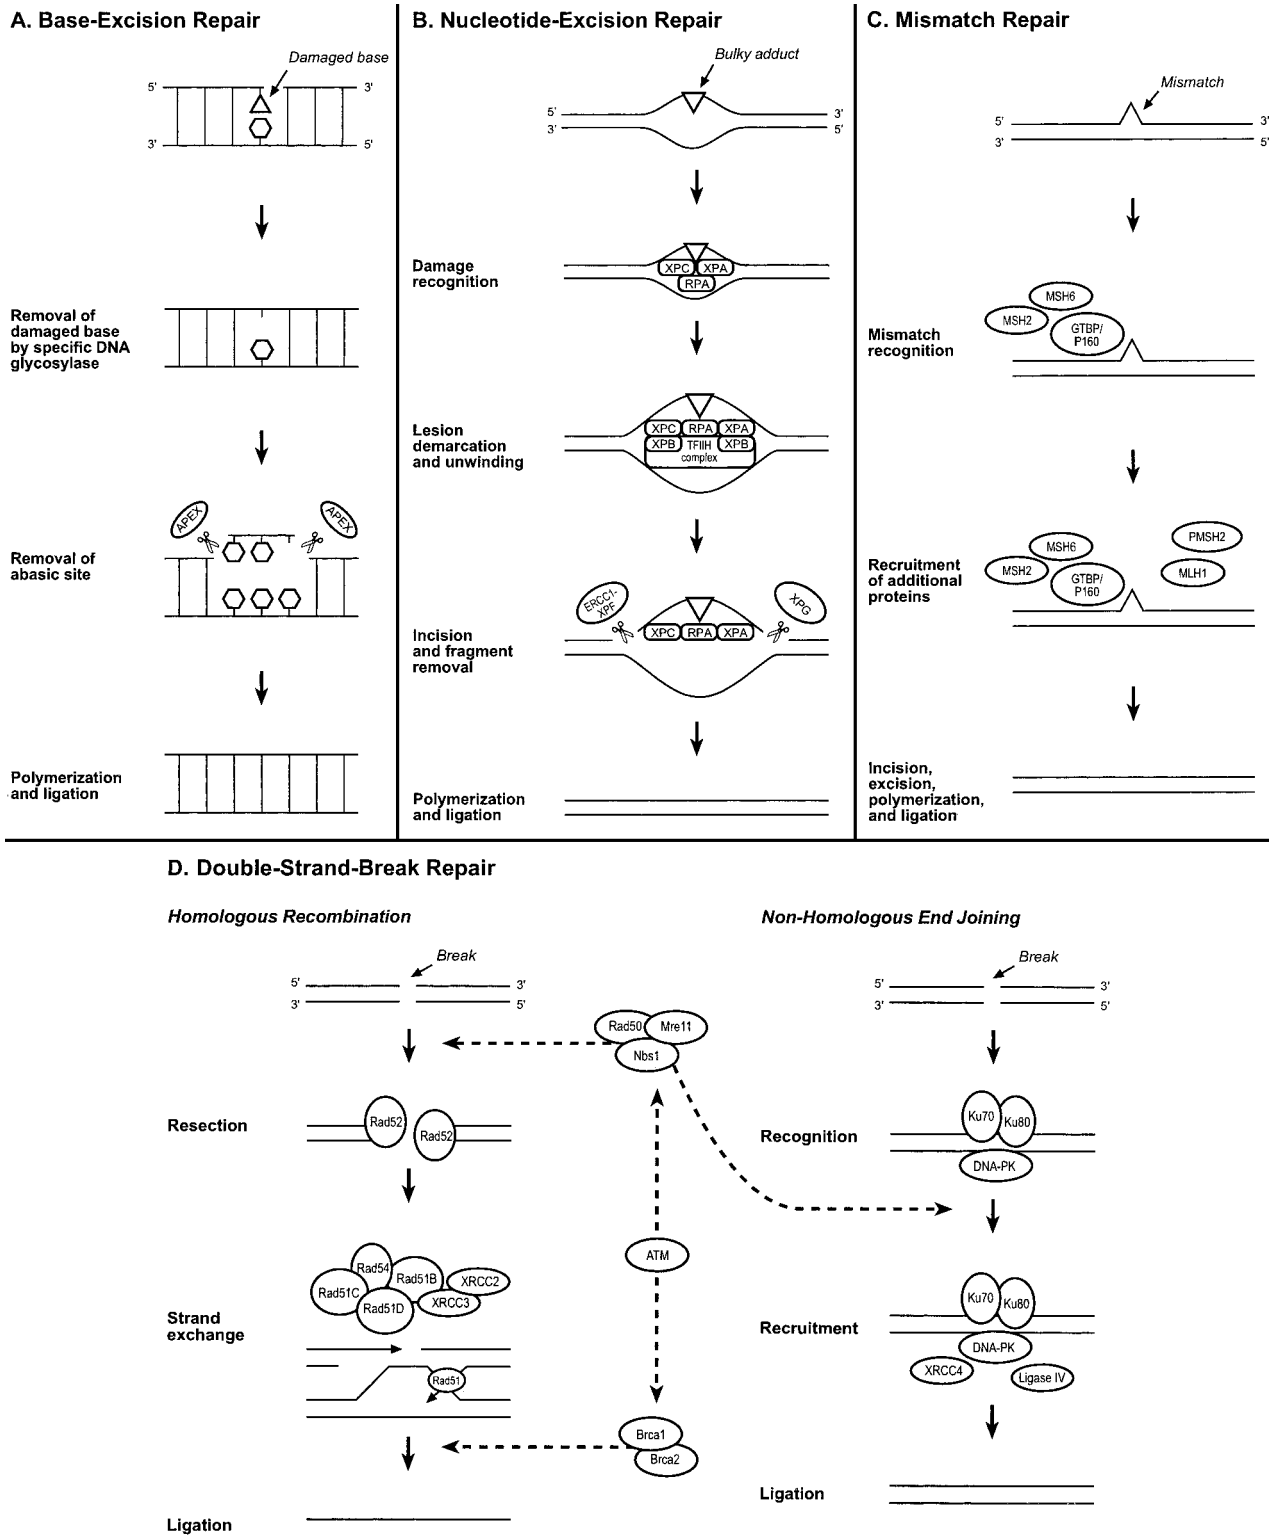 A. Base-Excision Repair
Damaged base
5'
3'
3'
5'
Removal of
damaged base
by specific DNA
glycosylase
APEX
APEX
Removal of
abasic site
Polymerization
and ligation
B. Nucleotide-Excision Repair
Bulky adduct
5'
3'
3'
5'
Damage
recognition
XPC
XPA
RPA
Lesion
demarcation
and unwinding
XPC
RPA
XPA
XPB
TFIIH
complex
XPB
Incision
and fragment
removal
ERCC1-
XPF
XPG
XPC
RPA
XPA
Polymerization
and ligation
C. Mismatch Repair
Mismatch
5'
3'
3'
5'
Mismatch
recognition
MSH6
MSH2
GTBP/
P160
Recruitment
of additional
proteins
MSH6
MSH2
GTBP/
P160
PMSH2
MLH1
Incision,
excision,
polymerization,
and ligation
D. Double-Strand-Break Repair
Homologous Recombination
Break
5'
3'
3'
5'
Resection
Rad52
Rad52
Strand
exchange
Rad54
Rad51C
Rad51B
Rad51D
XRCC2
XRCC3
Rad51
Ligation
Rad50
Mre11
Nbs1
ATM
Brca1
Brca2
Non-Homologous End Joining
Break
5'
3'
3'
5'
Recognition
Ku70
Ku80
DNA-PK
Recruitment
Ku70
Ku80
DNA-PK
XRCC4
Ligase IV
Ligation